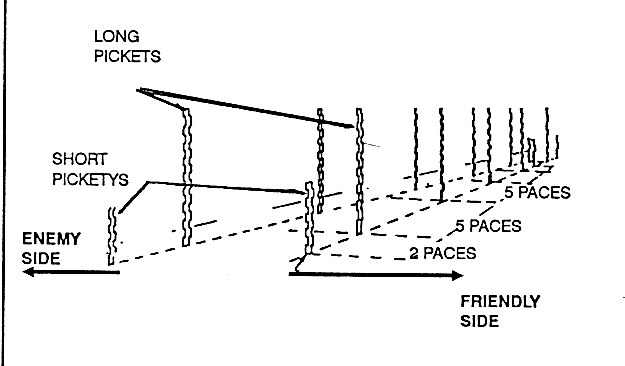 LONG
PICKETS
SHORT
PICKETYS
5 PACES
5 PACES
2 PACES
ENEMY
SIDE
FRIENDLY
SIDE